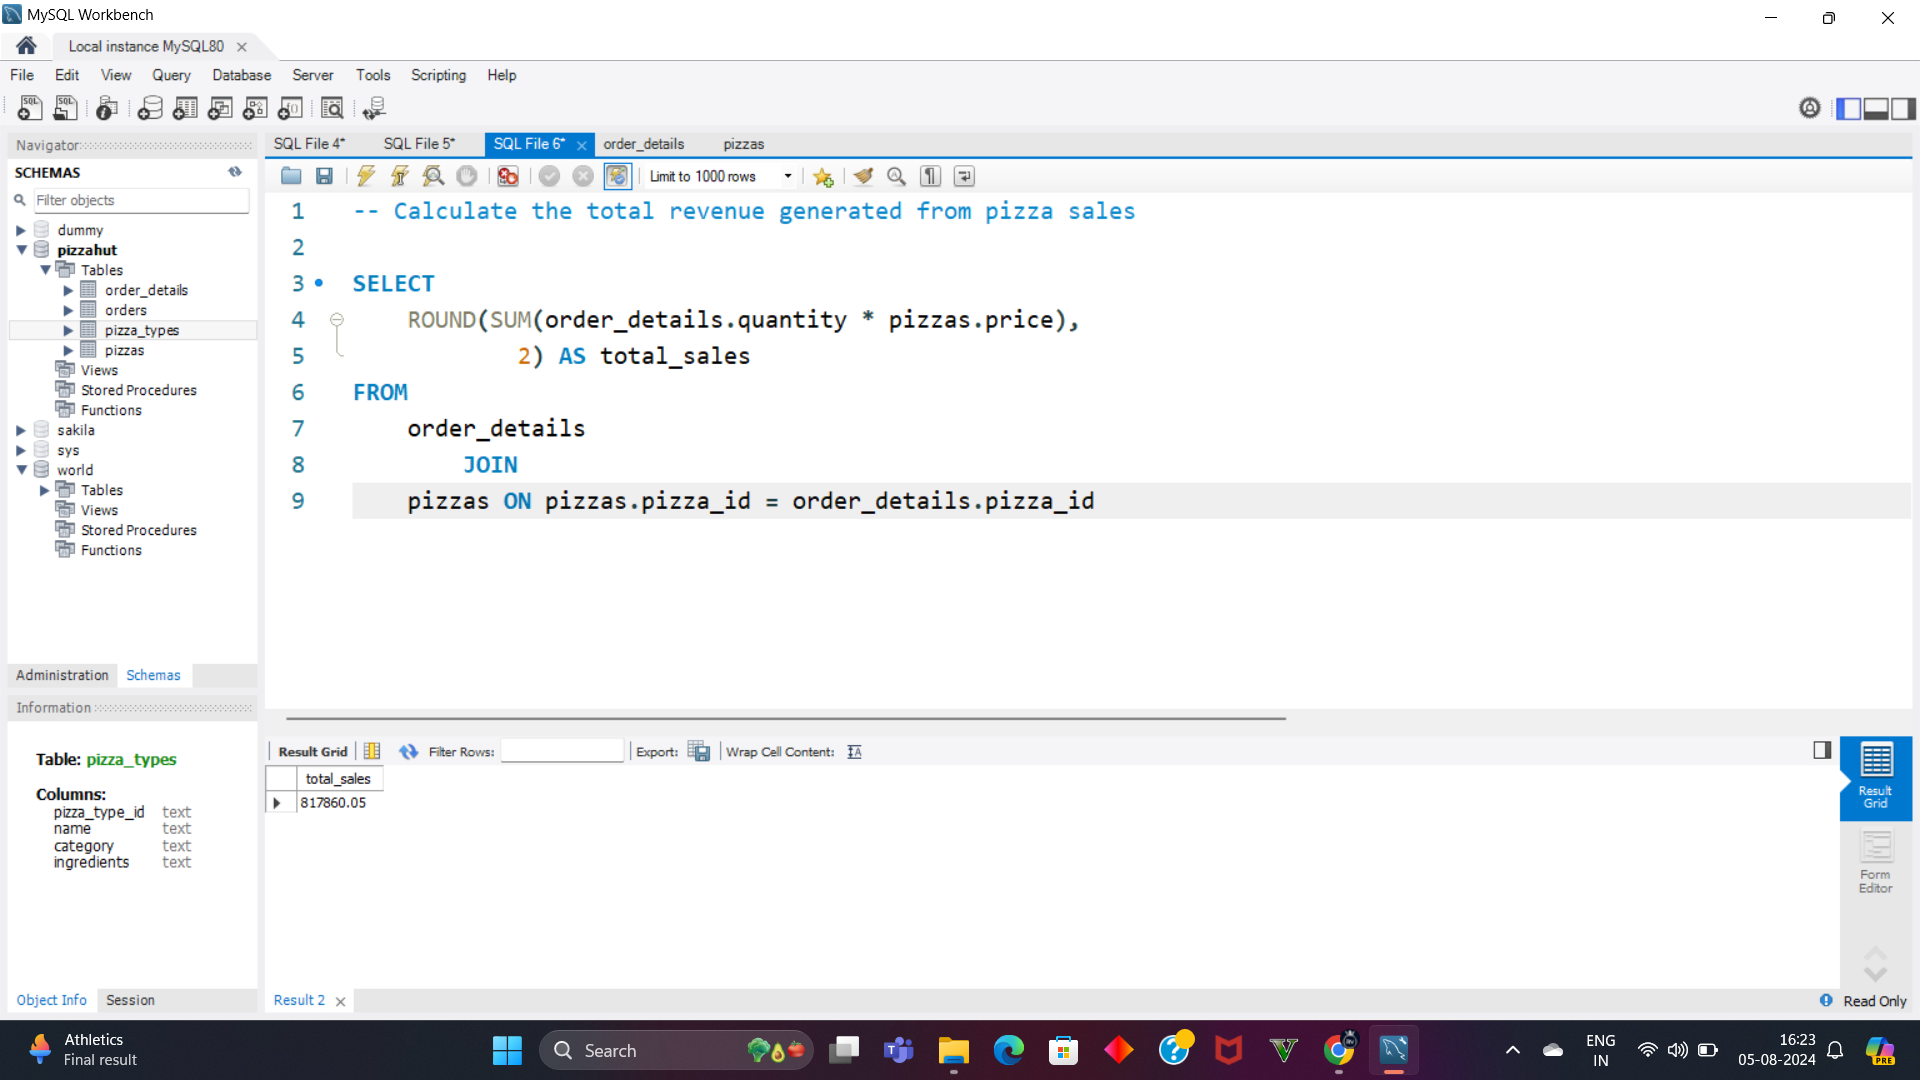 MySQL Workbench
Local instance MySQL80
File Edit View Query Database Server Tools Scripting Help
Navigator
SCHEMAS
Filter objects
dummy
pizzahut
Tables
order_details
orders
pizza_types
pizzas
Views
Stored Procedures
Functions
sakila
sys
world
Tables
Views
Stored Procedures
Functions
Administration Schemas
Information
Table: pizza_types
Columns:
pizza_type_id text
name text
category text
ingredients text
Object Info Session
SQL File 4* SQL File 5* SQL File 6* order_details pizzas
Limit to 1000 rows
1 -- Calculate the total revenue generated from pizza sales
2
3 SELECT
4 ROUND(SUM(order_details.quantity * pizzas.price),
5 2) AS total_sales
6 FROM
7 order_details
8 JOIN
9 pizzas ON pizzas.pizza_id = order_details.pizza_id
Result Grid Filter Rows: Export: Wrap Cell Content:
total_sales
817860.05
Result
Grid
Form
Editor
Result 2
Read Only
Athletics
Final result
Search
ENG
IN
16:23
05-08-2024
PRE